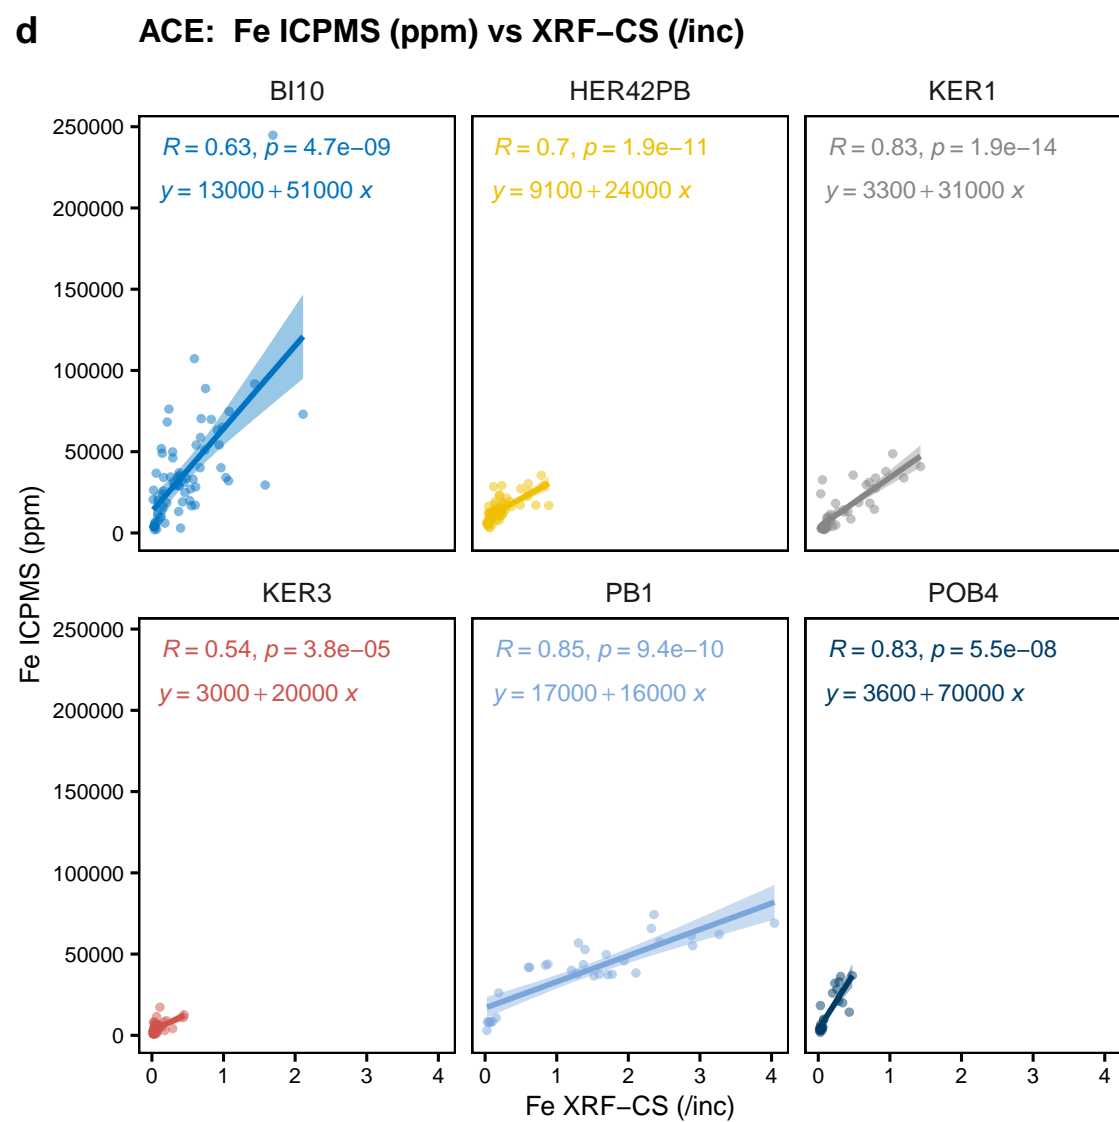 d ACE: Fe ICPMS (ppm) vs XRF−CS (/inc)
BI10 HER42PB KER1
250000
R = 0.63, p = 4.7e−09
R = 0.7, p = 1.9e−11
R = 0.83, p = 1.9e−14
y = 13000 + 51000 x
y = 9100 + 24000 x
y = 3300 + 31000 x
200000
150000
100000
50000
0
Fe ICPMS (ppm)
KER3 PB1 POB4
250000
R = 0.54, p = 3.8e−05
R = 0.85, p = 9.4e−10
R = 0.83, p = 5.5e−08
y = 3000 + 20000 x
y = 17000 + 16000 x
y = 3600 + 70000 x
200000
150000
100000
50000
0
0 1 2 3 4 0 1 2 3 4 0 1 2 3 4
Fe XRF−CS (/inc)